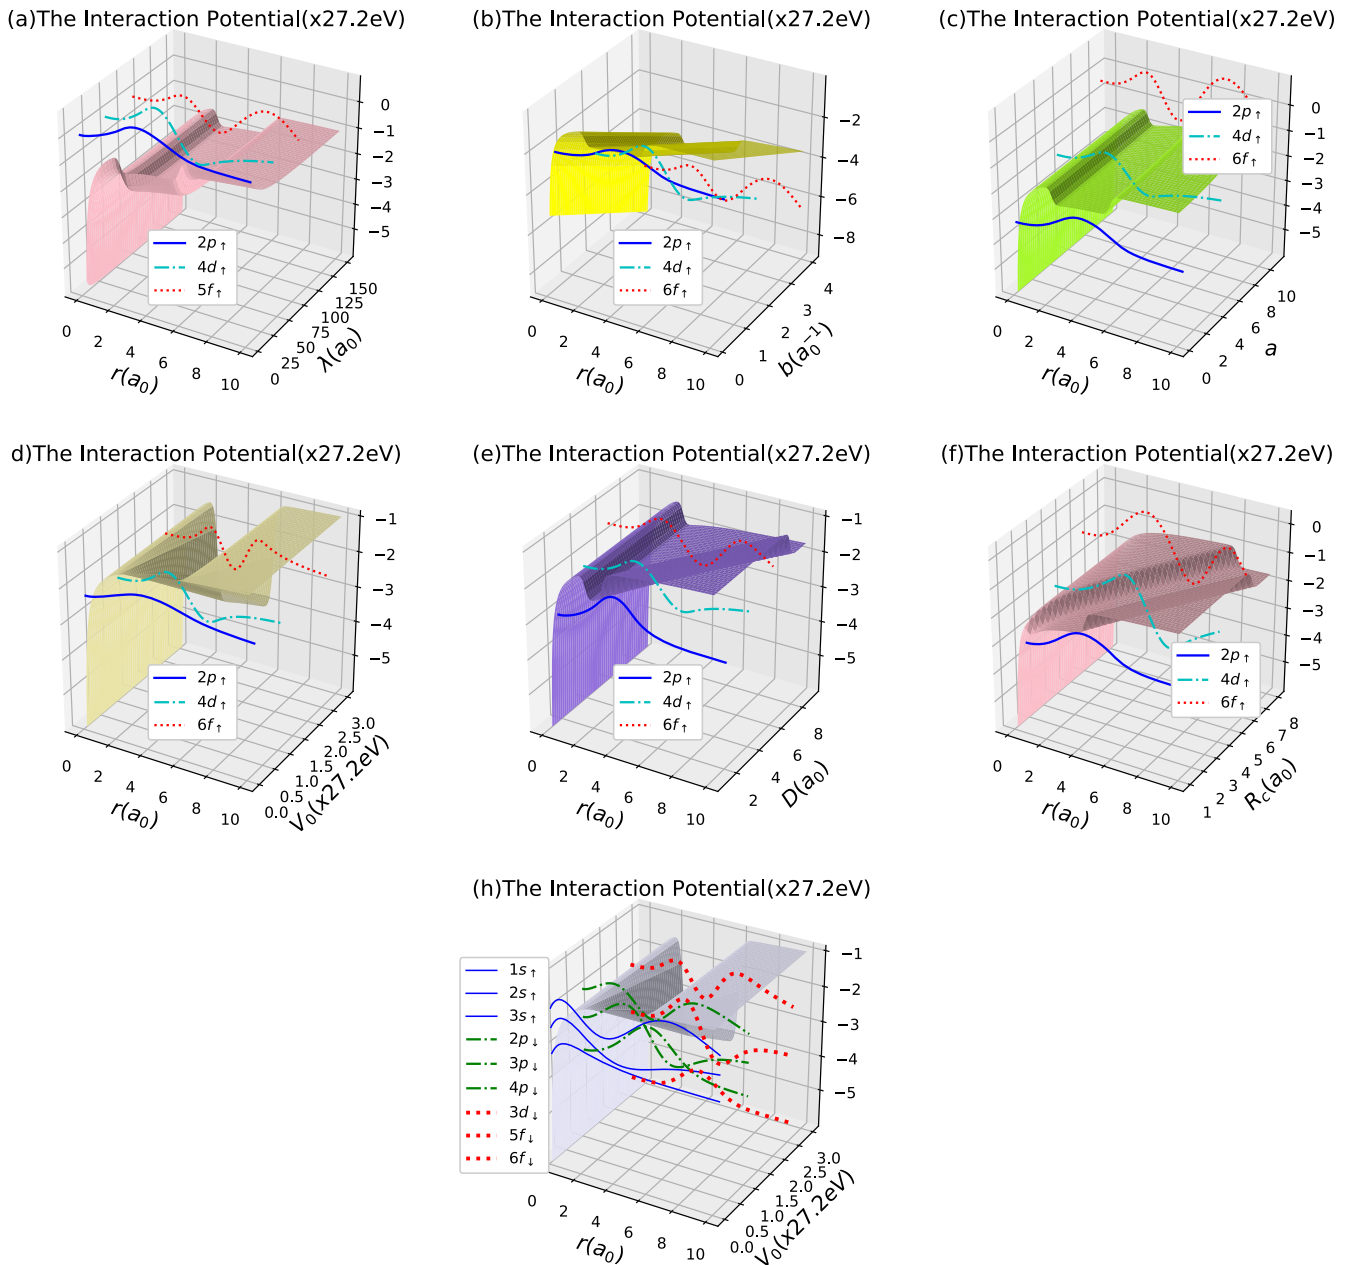 (a)The Interaction Potential(x27.2eV)
0
−1
−2
−3
−4
−5
2p↑
4d↑
5f↑
0
2
4
6
8
10
r(a₀)
0
25
50
75
100
125
150
λ(a₀)
(b)The Interaction Potential(x27.2eV)
−2
−4
−6
−8
2p↑
4d↑
6f↑
0
2
4
6
8
10
r(a₀)
0
1
2
3
4
b(a₀⁻¹)
(c)The Interaction Potential(x27.2eV)
2p↑
4d↑
6f↑
0
−1
−2
−3
−4
−5
0
2
4
6
8
10
r(a₀)
0
2
4
6
8
10
a
d)The Interaction Potential(x27.2eV)
−1
−2
−3
−4
−5
2p↑
4d↑
6f↑
0
2
4
6
8
10
r(a₀)
0.0
0.5
1.0
1.5
2.0
2.5
3.0
V₀(x27.2eV)
(e)The Interaction Potential(x27.2eV)
−1
−2
−3
−4
−5
2p↑
4d↑
6f↑
0
2
4
6
8
10
r(a₀)
2
4
6
8
D(a₀)
(f)The Interaction Potential(x27.2eV)
0
−1
−2
−3
−4
−5
2p↑
4d↑
6f↑
0
2
4
6
8
10
r(a₀)
1
2
3
4
5
6
7
8
R_c(a₀)
(h)The Interaction Potential(x27.2eV)
1s↑
2s↑
3s↑
2p↓
3p↓
4p↓
3d↓
5f↓
6f↓
−1
−2
−3
−4
−5
0
2
4
6
8
10
r(a₀)
0.0
0.5
1.0
1.5
2.0
2.5
3.0
V₀(x27.2eV)